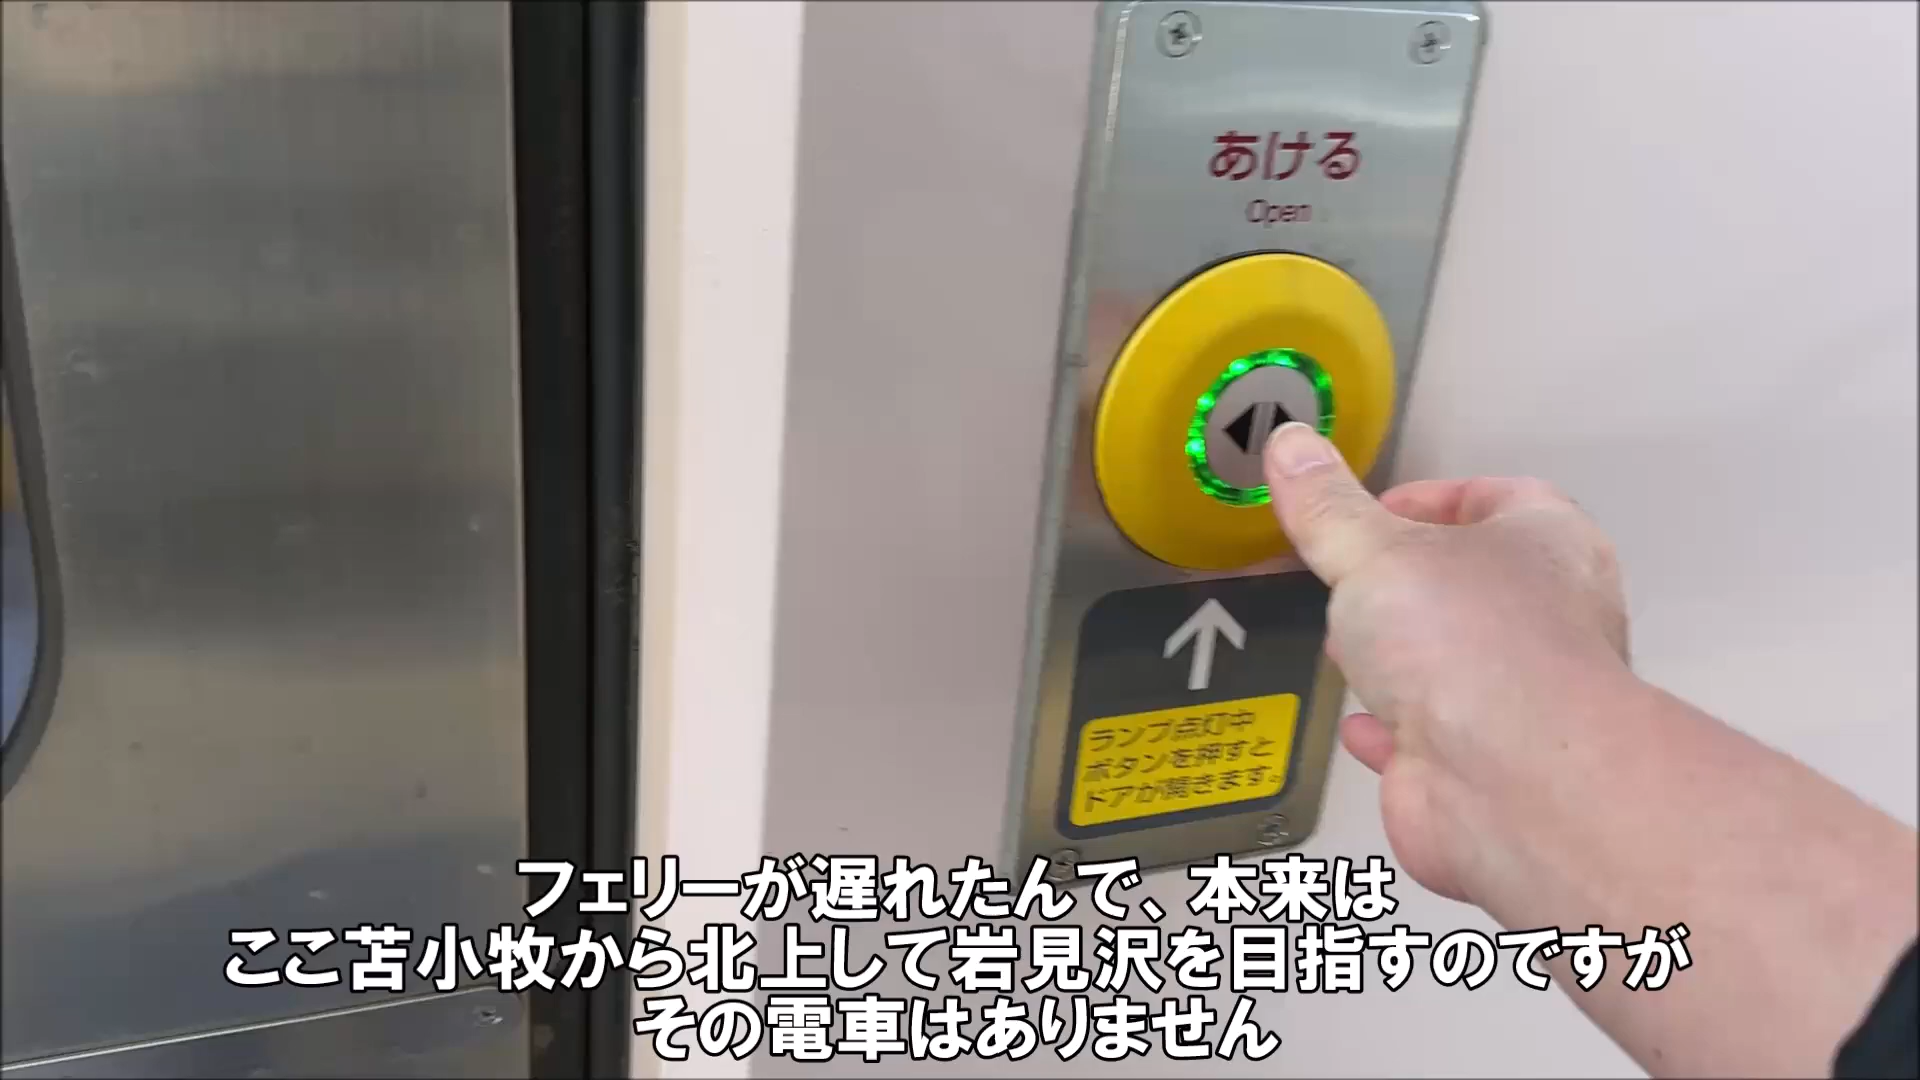 あける
Open
ランプ点灯中
ボタンを押すと
ドアが開きます。
フェリーが遅れたんで、本来は
ここ苫小牧から北上して岩見沢を目指すのですが
その電車はありません